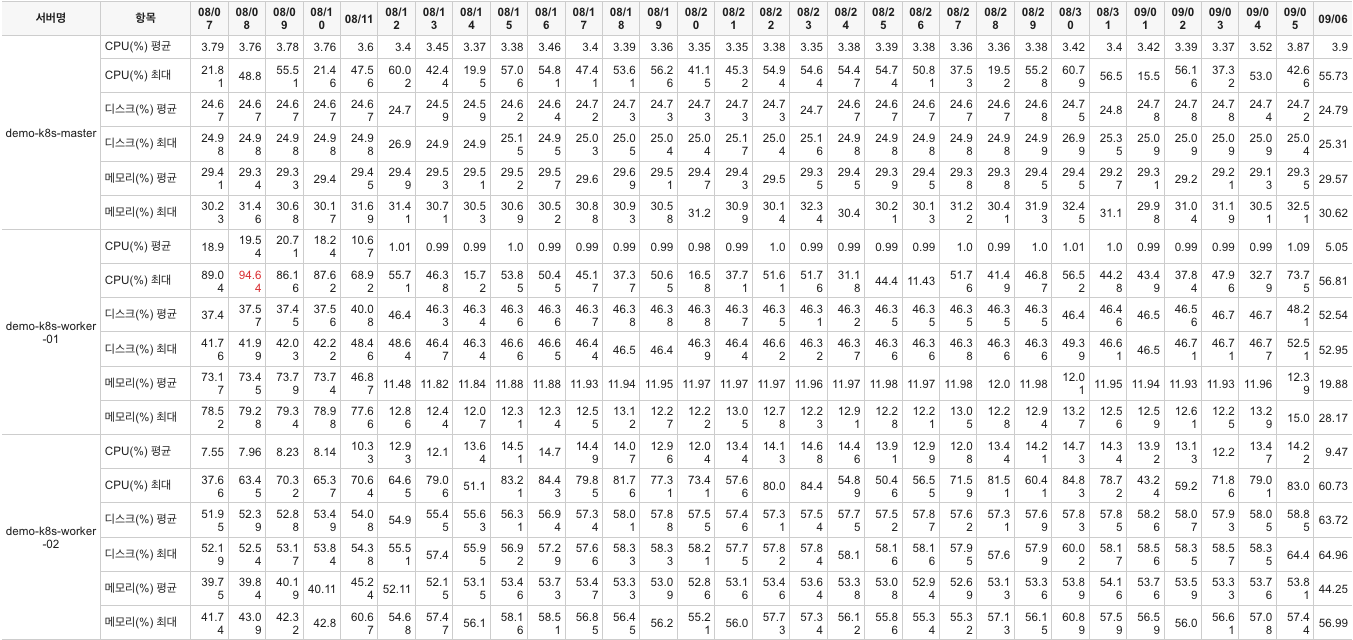 서버명 항목 08/07 08/08 08/09 08/10 08/11 08/12 08/13 08/14 08/15 08/16 08/17 08/18 08/19 08/20 08/21 08/22 08/23 08/24 08/25 08/26 08/27 08/28 08/29 08/30 08/31 09/01 09/02 09/03 09/04 09/05 09/06
demo-k8s-master
CPU(%) 평균 3.79 3.76 3.78 3.76 3.6 3.4 3.45 3.37 3.38 3.46 3.4 3.39 3.36 3.35 3.35 3.38 3.35 3.38 3.39 3.38 3.36 3.36 3.38 3.42 3.4 3.42 3.39 3.37 3.52 3.87 3.9
CPU(%) 최대 21.81 48.8 55.51 21.46 47.56 60.02 42.44 19.95 57.06 54.81 47.41 53.61 56.26 41.15 45.32 54.94 54.64 54.47 54.74 50.81 37.53 19.52 55.28 60.79 56.5 15.5 56.16 37.32 53.0 42.66 55.73
디스크(%) 평균 24.67 24.67 24.67 24.67 24.67 24.7 24.59 24.59 24.62 24.64 24.72 24.73 24.73 24.73 24.73 24.73 24.7 24.67 24.67 24.67 24.67 24.68 24.68 24.75 24.8 24.77 24.78 24.78 24.74 24.72 24.79
디스크(%) 최대 24.98 24.98 24.98 24.98 24.98 26.9 24.9 24.9 25.15 24.95 25.03 25.05 25.04 25.04 25.17 25.04 25.16 24.98 24.98 24.98 24.98 24.99 24.99 26.99 25.35 25.09 25.09 25.09 25.09 25.04 25.31
메모리(%) 평균 29.41 29.34 29.33 29.4 29.45 29.49 29.53 29.51 29.52 29.57 29.6 29.69 29.51 29.47 29.43 29.5 29.35 29.45 29.39 29.45 29.38 29.38 29.45 29.45 29.27 29.31 29.2 29.21 29.13 29.35 29.57
메모리(%) 최대 30.23 31.46 30.68 30.17 31.69 31.41 30.71 30.53 30.69 30.52 30.88 30.93 30.58 31.2 30.99 30.14 32.34 30.4 30.21 30.13 31.22 30.41 31.93 32.45 31.1 29.98 31.04 31.19 30.51 32.51 30.62
demo-k8s-worker
-01
CPU(%) 평균 18.9 19.54 20.71 18.24 10.67 1.01 0.99 0.99 1.0 0.99 0.99 0.99 0.99 0.98 0.99 1.0 0.99 0.99 0.99 0.99 1.0 0.99 1.0 1.01 1.0 0.99 0.99 0.99 0.99 1.09 5.05
CPU(%) 최대 89.04 94.64 86.16 87.62 68.92 55.71 46.38 15.72 53.85 50.45 45.17 37.37 50.65 16.58 37.71 51.61 51.76 31.18 44.4 11.43 51.76 41.49 46.87 56.52 44.28 43.49 37.84 47.96 32.79 73.75 56.81
디스크(%) 평균 37.4 37.57 37.45 37.56 40.08 46.4 46.33 46.34 46.36 46.36 46.37 46.38 46.38 46.38 46.37 46.35 46.31 46.32 46.35 46.35 46.35 46.35 46.35 46.4 46.46 46.5 46.56 46.7 46.7 48.21 52.54
디스크(%) 최대 41.76 41.99 42.03 42.22 48.46 48.64 46.47 46.34 46.66 46.65 46.44 46.5 46.4 46.39 46.44 46.62 46.32 46.37 46.36 46.36 46.38 46.36 46.36 49.39 46.61 46.5 46.71 46.71 46.77 52.51 52.95
메모리(%) 평균 73.17 73.45 73.79 73.74 46.87 11.48 11.82 11.84 11.88 11.88 11.93 11.94 11.95 11.97 11.97 11.97 11.96 11.97 11.98 11.97 11.98 12.0 11.98 12.01 11.95 11.94 11.93 11.93 11.96 12.39 19.88
메모리(%) 최대 78.52 79.28 79.34 78.98 77.66 12.86 12.44 12.07 12.31 12.34 12.56 13.12 12.27 12.22 13.05 12.78 12.28 12.91 12.28 12.21 13.05 12.28 12.94 13.27 12.56 12.59 12.61 12.25 13.29 15.0 28.17
demo-k8s-worker
-02
CPU(%) 평균 7.55 7.96 8.23 8.14 10.33 12.93 12.1 13.64 14.51 14.7 14.49 14.07 12.96 12.04 13.44 14.13 14.68 14.46 13.91 12.99 12.08 13.44 14.21 14.73 14.34 13.92 13.13 12.2 13.47 14.22 9.47
CPU(%) 최대 37.66 63.45 70.32 65.37 70.64 64.65 79.06 51.1 83.21 84.43 79.85 81.76 77.31 73.41 57.66 80.0 84.4 54.89 50.46 56.55 71.59 81.51 60.41 84.83 78.72 43.24 59.2 71.86 79.01 83.0 60.73
디스크(%) 평균 51.95 52.39 52.88 53.49 54.08 54.9 55.45 55.63 56.31 56.94 57.34 58.01 57.88 57.55 57.46 57.31 57.54 57.75 57.52 57.87 57.62 57.31 57.69 57.83 57.88 58.26 58.07 57.93 58.05 58.85 63.72
디스크(%) 최대 52.19 52.54 53.17 53.84 54.38 55.51 57.4 55.95 56.92 57.29 57.66 58.33 58.33 58.21 57.75 57.82 57.84 58.1 58.16 58.16 57.95 57.6 57.99 60.02 58.17 58.56 58.35 58.57 58.35 64.4 64.96
메모리(%) 평균 39.75 39.84 40.19 40.11 45.24 52.11 52.15 53.15 53.46 53.73 53.47 53.33 53.09 52.86 53.16 53.44 53.64 53.38 53.08 52.94 52.69 53.13 53.36 53.89 54.16 53.76 53.59 53.33 53.76 53.81 44.25
메모리(%) 최대 41.74 43.09 42.32 42.8 60.67 54.68 57.47 56.1 58.16 58.51 56.85 56.45 56.2 55.21 56.0 57.73 57.34 56.12 55.86 55.34 55.37 57.13 56.15 60.89 57.59 56.59 56.0 56.61 57.08 57.44 56.99